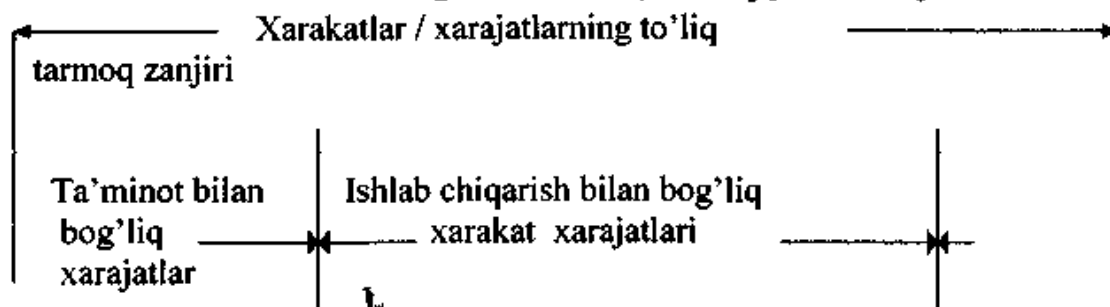 Xarakatlar / xarajatlarning to’liq
tarmoq zanjiri
Ta’minot bilan
bog’liq
xarajatlar
Ishlab chiqarish bilan bog’liq
xarakat xarajatlari